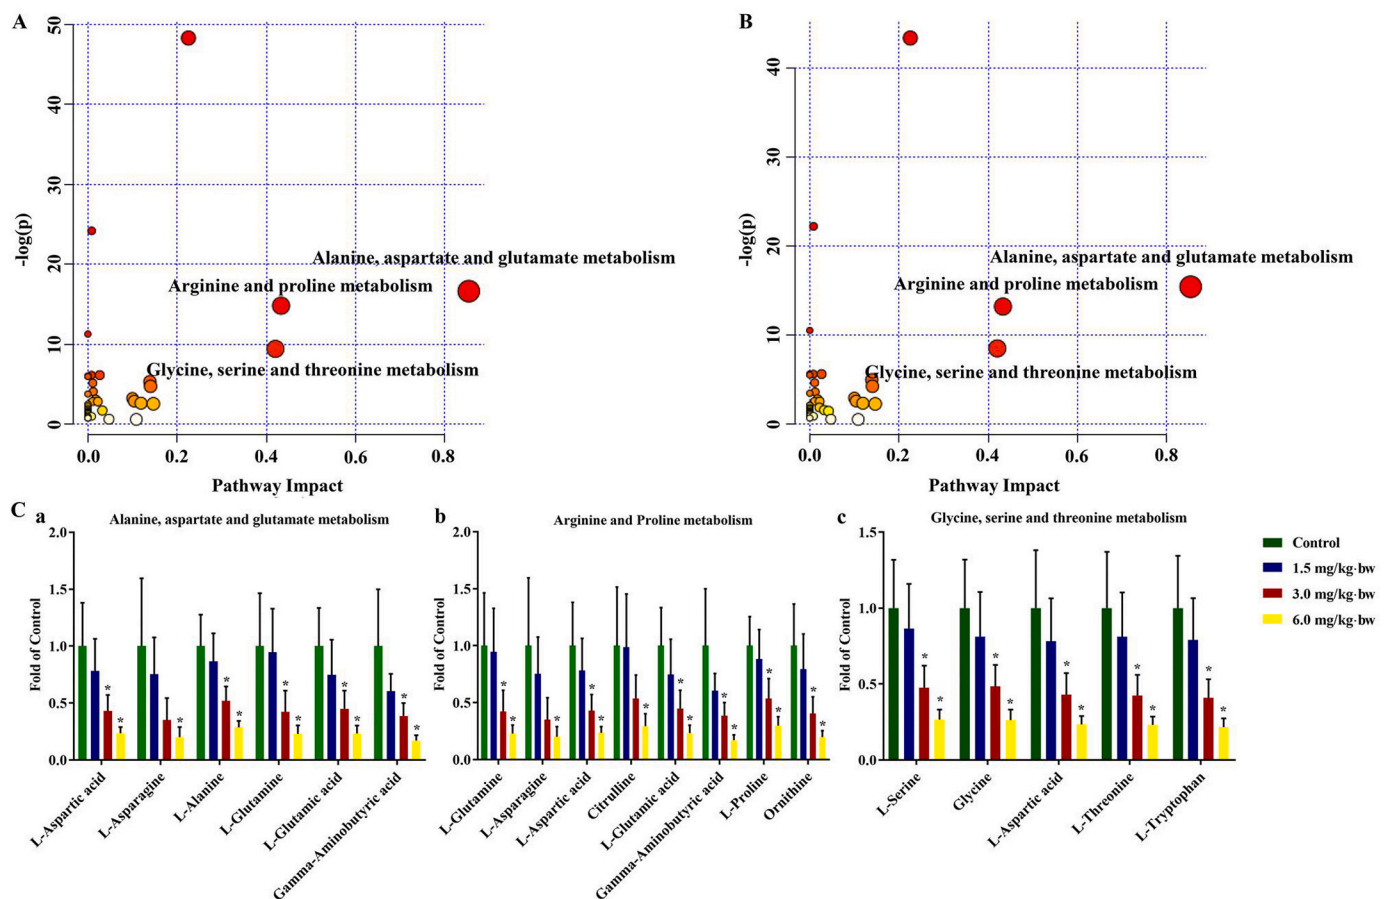 A
50
40
30
20
10
0
-log(p)
Alanine, aspartate and glutamate metabolism
Arginine and proline metabolism
Glycine, serine and threonine metabolism
0.0 0.2 0.4 0.6 0.8
Pathway Impact
B
40
30
20
10
0
-log(p)
Alanine, aspartate and glutamate metabolism
Arginine and proline metabolism
Glycine, serine and threonine metabolism
0.0 0.2 0.4 0.6 0.8
Pathway Impact
C
a
Alanine, aspartate and glutamate metabolism
2.0
1.5
1.0
0.5
0.0
Fold of Control
* * * * * * * * * * *
L-Aspartic acid
L-Asparagine
L-Alanine
L-Glutamine
L-Glutamic acid
Gamma-Aminobutyric acid
b
Arginine and Proline metabolism
2.0
1.5
1.0
0.5
0.0
Fold of Control
* * * * * * * * * * * * * *
L-Glutamine
L-Asparagine
L-Aspartic acid
Citrulline
L-Glutamic acid
Gamma-Aminobutyric acid
L-Proline
Ornithine
c
Glycine, serine and threonine metabolism
1.5
1.0
0.5
0.0
Fold of Control
* * * * * * * * * *
L-Serine
Glycine
L-Aspartic acid
L-Threonine
L-Tryptophan
Control
1.5 mg/kg·bw
3.0 mg/kg·bw
6.0 mg/kg·bw